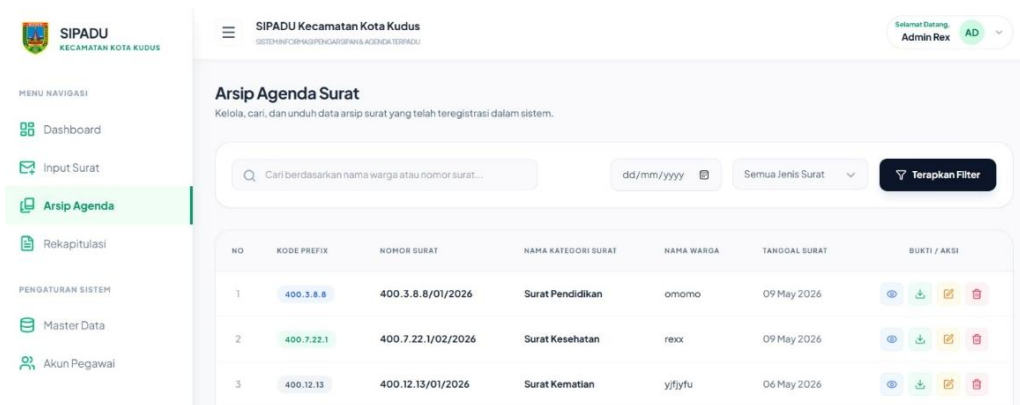 SIPADU
KECAMATAN KOTA KUDUS
SIPADU Kecamatan Kota Kudus
SISTEM INFORMASI PENGARSIPAN & AGENDA TERPADU
Selamat Datang,
Admin Rex
AD
MENU NAVIGASI
Dashboard
Input Surat
Arsip Agenda
Rekapitulasi
PENGATURAN SISTEM
Master Data
Akun Pegawai
Arsip Agenda Surat
Kelola, cari, dan unduh data arsip surat yang telah teregistrasi dalam sistem.
Cari berdasarkan nama warga atau nomor surat... dd/mm/yyyy Semua Jenis Surat Terapkan Filter
NO KODE PREFIX NOMOR SURAT NAMA KATEGORI SURAT NAMA WARGA TANGGAL SURAT BUKTI / AKSI
1 400.3.8.8 400.3.8.8/01/2026 Surat Pendidikan omomo 09 May 2026
2 400.7.22.1 400.7.22.1/02/2026 Surat Kesehatan rexx 09 May 2026
3 400.12.13 400.12.13/01/2026 Surat Kematian yjfjyfu 06 May 2026